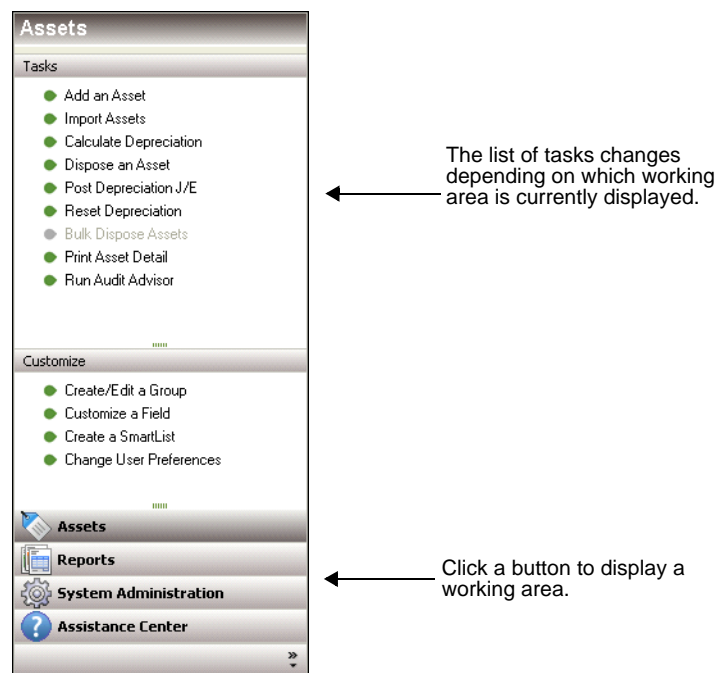 Assets
Tasks
Add an Asset
Import Assets
Calculate Depreciation
Dispose an Asset
Post Depreciation J/E
Reset Depreciation
Bulk Dispose Assets
Print Asset Detail
Run Audit Advisor
The list of tasks changes
depending on which working
area is currently displayed.
Customize
Create/Edit a Group
Customize a Field
Create a SmartList
Change User Preferences
Assets
Reports
System Administration
Assistance Center
Click a button to display a
working area.